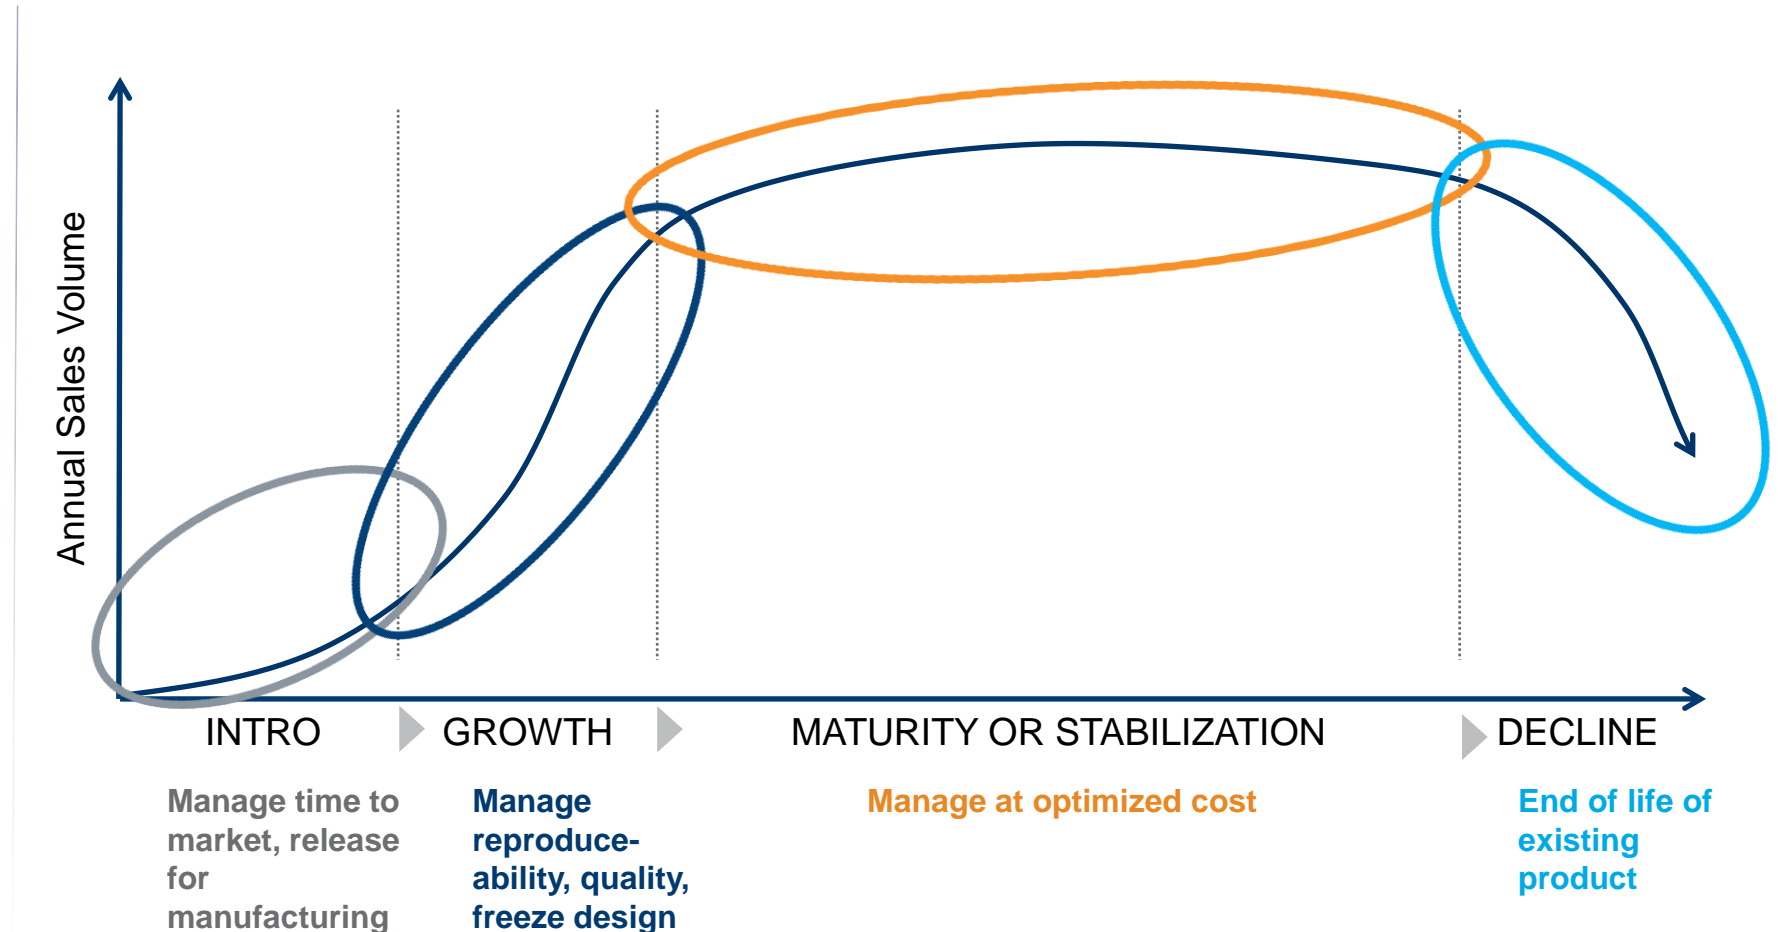 Annual Sales Volume
INTRO
GROWTH
MATURITY OR STABILIZATION
DECLINE
Manage time to
market, release
for
manufacturing
Manage
reproduce-
ability, quality,
freeze design
Manage at optimized cost
End of life of
existing
product